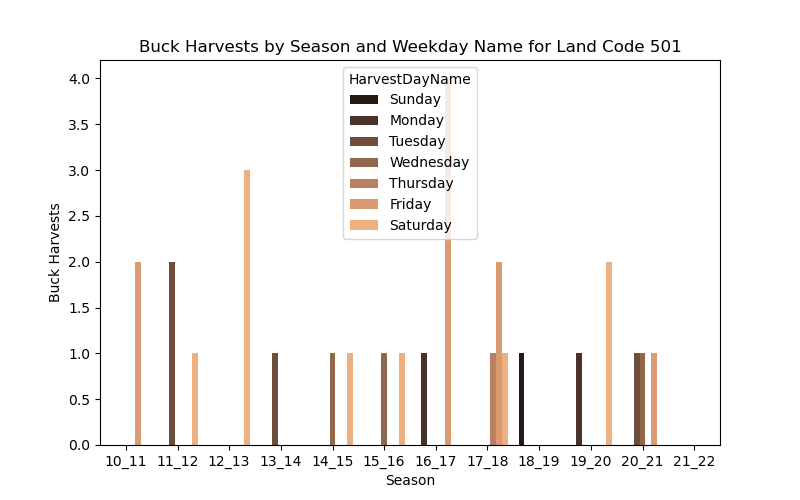 Buck Harvests by Season and Weekday Name for Land Code 501
HarvestDayName
Sunday
Monday
Tuesday
Wednesday
Thursday
Friday
Saturday
4.0
3.5
3.0
2.5
2.0
1.5
1.0
0.5
0.0
Buck Harvests
10_11 11_12 12_13 13_14 14_15 15_16 16_17 17_18 18_19 19_20 20_21 21_22
Season